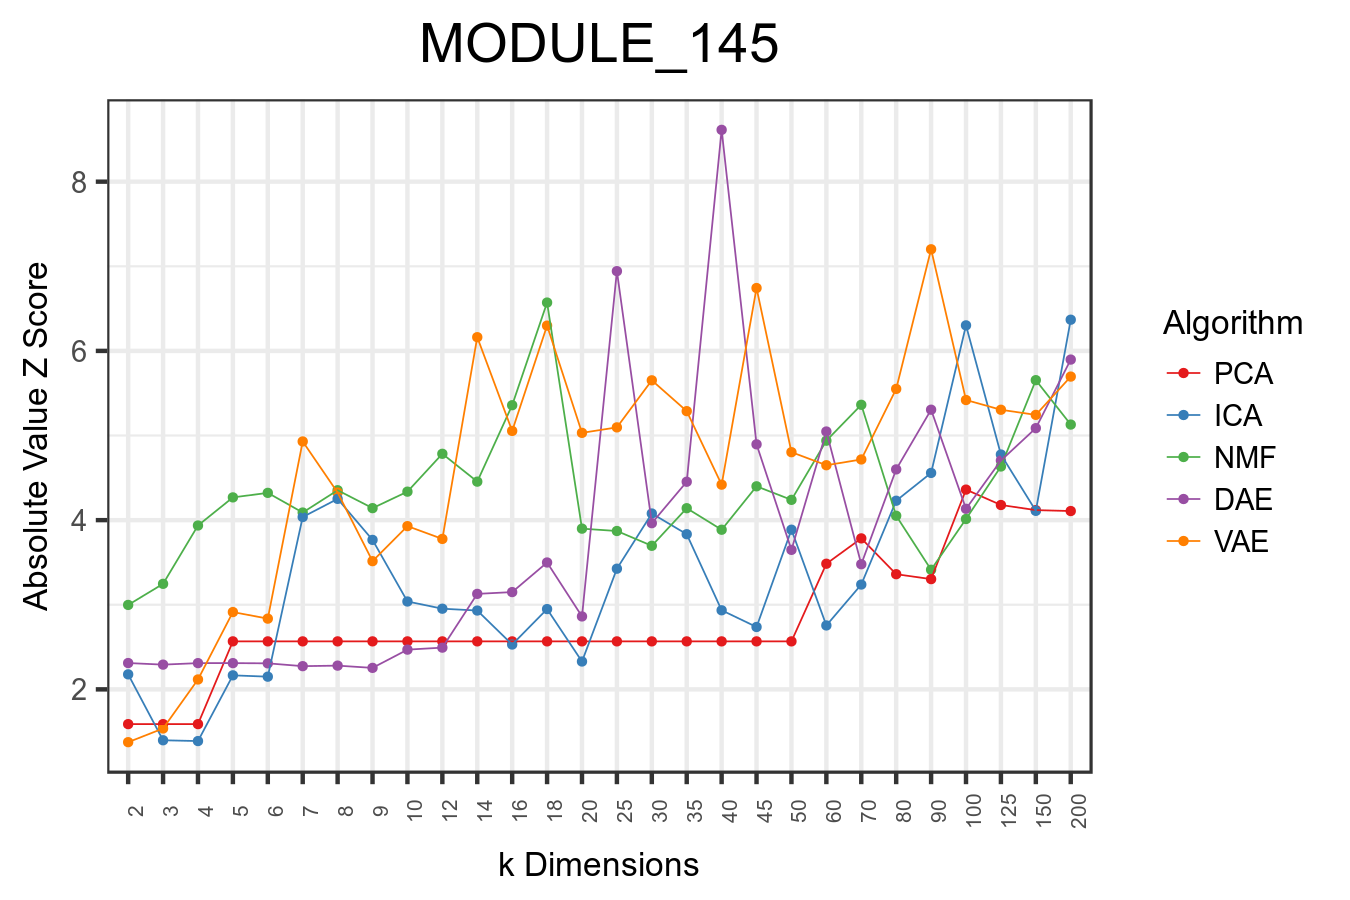 MODULE_145
Absolute Value Z Score
8
6
4
2
2 3 4 5 6 7 8 9 10 12 14 16 18 20 25 30 35 40 45 50 60 70 80 90 100 125 150 200
k Dimensions
Algorithm
PCA
ICA
NMF
DAE
VAE